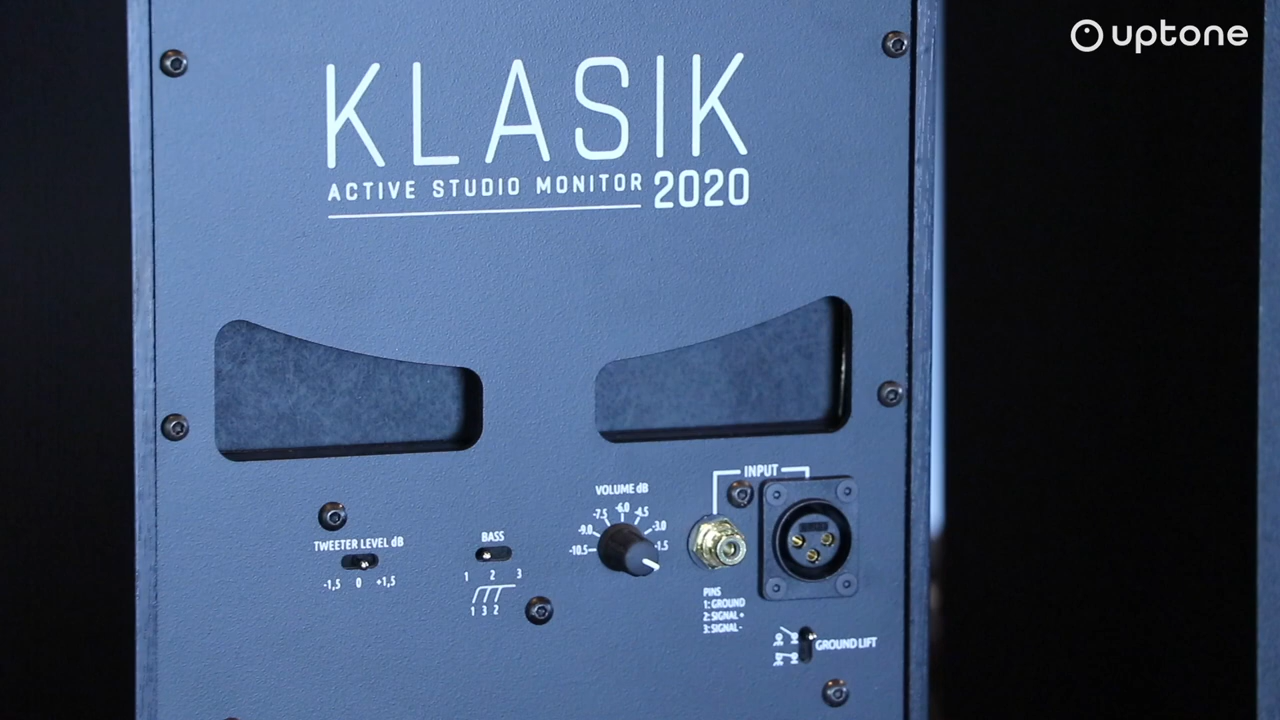 uptone
KLASIK
ACTIVE STUDIO MONITOR 2020
INPUT
VOLUME dB
-10.5 -9.0 -7.5 -6.0 -4.5 -3.0 -1.5
TWEETER LEVEL dB
-1,5 0 +1,5
BASS
1 2 3
1 3 2
PINS
1: GROUND
2: SIGNAL +
3: SIGNAL -
GROUND LIFT